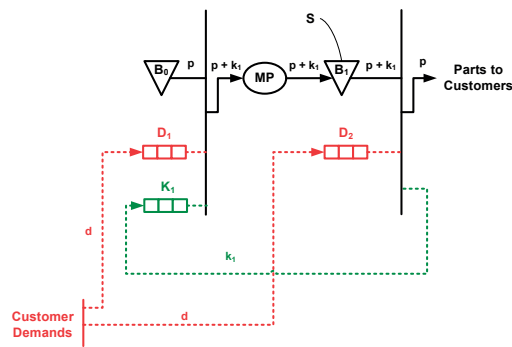 S
p
p + k₁
p + k₁
p + k₁
p
B₀
MP
B₁
Parts to
Customers
D₁
D₂
K₁
d
k₁
d
Customer
Demands